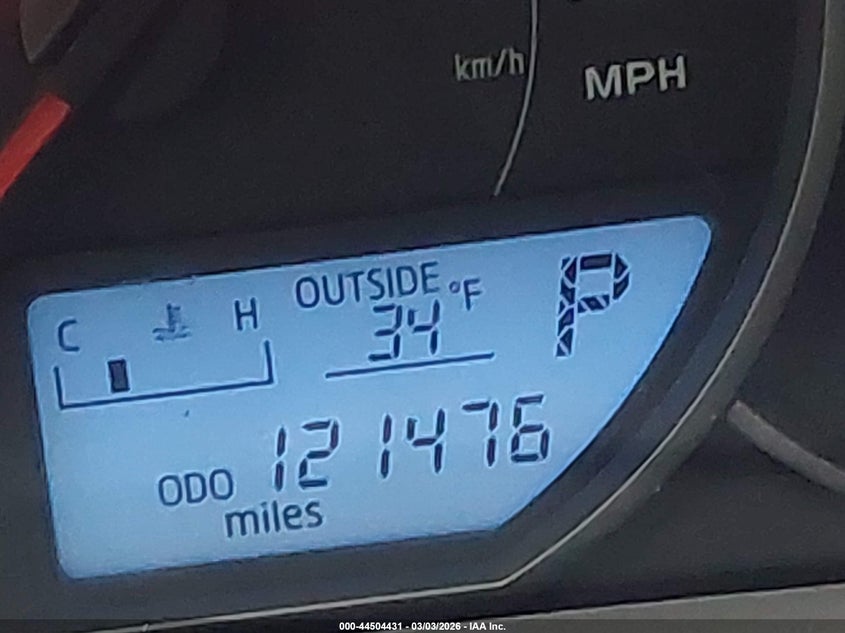 km/h MPH
OUTSIDE °F
C H 34 P
ODO 121476
miles
000-44504431 - 03/03/2026 - IAA Inc.